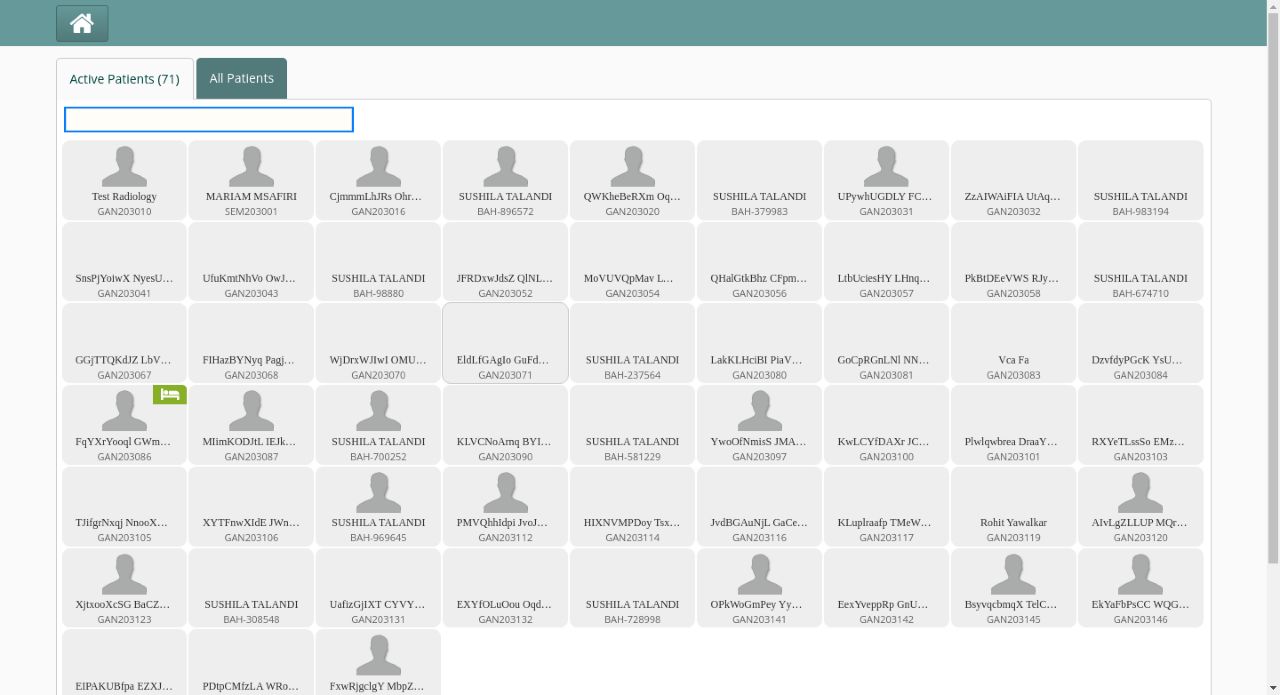 Active Patients (71)
All Patients
Test Radiology
GAN203010
MARIAM MSAFIRI
SEM203001
CjmmmLhJRs Ohr…
GAN203016
SUSHILA TALANDI
BAH-896572
QWKheBeRXm Oq…
GAN203020
SUSHILA TALANDI
BAH-379983
UPywhUGDLY FC…
GAN203031
ZzAIWAiFIA UtAq…
GAN203032
SUSHILA TALANDI
BAH-983194
SnsPjYoiwX NyesU…
GAN203041
UfuKmtNhVo OwJ…
GAN203043
SUSHILA TALANDI
BAH-98880
JFRDxwJdsZ QlNL…
GAN203052
MoVUVQpMav L…
GAN203054
QHalGtkBhz CFpm…
GAN203056
LtbUciesHY LHnq…
GAN203057
PkBtDEeVWS RJy…
GAN203058
SUSHILA TALANDI
BAH-674710
GGjTTQKdJZ LbV…
GAN203067
FIHazBYNyq Pagj…
GAN203068
WjDrxWJIwI OMU…
GAN203070
EldLfGAgIo GuFd…
GAN203071
SUSHILA TALANDI
BAH-237564
LakKLHciBI PiaV…
GAN203080
GoCpRGnLNl NN…
GAN203081
Vca Fa
GAN203083
DzvfdyPGcK YsU…
GAN203084
FqYXrYooql GWm…
GAN203086
MIimKODJtL IEJk…
GAN203087
SUSHILA TALANDI
BAH-700252
KLVCNoArnq BYI…
GAN203090
SUSHILA TALANDI
BAH-581229
YwoOfNmisS JMA…
GAN203097
KwLCYfDAXr JC…
GAN203100
Plwlqwbrea DraaY…
GAN203101
RXYeTLssSo EMz…
GAN203103
TJifgrNxqj NnooX…
GAN203105
XYTFnwXIdE JWn…
GAN203106
SUSHILA TALANDI
BAH-969645
PMVQhhIdpi JvoJ…
GAN203112
HIXNVMPDoy Tsx…
GAN203114
JvdBGAuNjL GaCe…
GAN203116
KLuplraafp TMeW…
GAN203117
Rohit Yawalkar
GAN203119
AIvLgZLLUP MQr…
GAN203120
XjtxooXcSG BaCZ…
GAN203123
SUSHILA TALANDI
BAH-308548
UafizGjIXT CYVY…
GAN203131
EXYfOLuOou Oqd…
GAN203132
SUSHILA TALANDI
BAH-728998
OPkWoGmPey Yy…
GAN203141
EexYveppRp GnU…
GAN203142
BsyvqcbmqX TelC…
GAN203145
EkYaFbPsCC WQG…
GAN203146
EIPAKUBfpa EZXJ…
PDtpCMfzLA WRo…
FxwRjgclgY MbpZ…